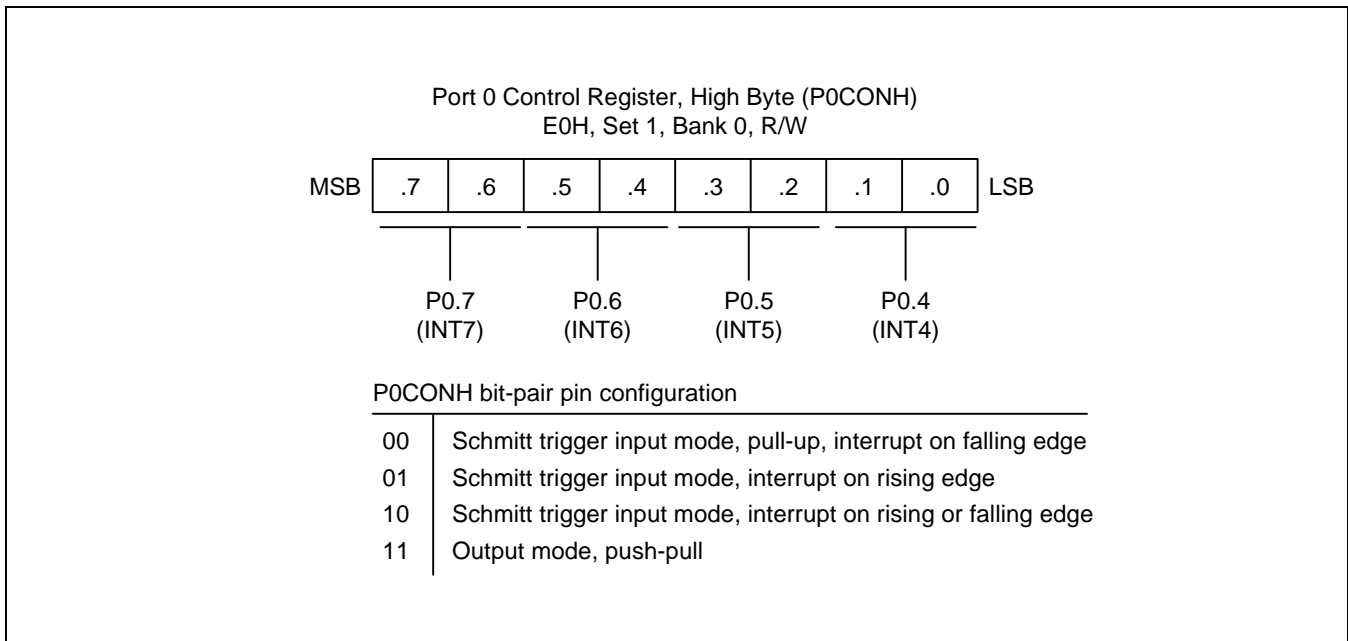 Port 0 Control Register, High Byte (P0CONH)
E0H, Set 1, Bank 0, R/W
MSB .7 .6 .5 .4 .3 .2 .1 .0 LSB
P0.7 P0.6 P0.5 P0.4
(INT7) (INT6) (INT5) (INT4)
P0CONH bit-pair pin configuration
00 Schmitt trigger input mode, pull-up, interrupt on falling edge
01 Schmitt trigger input mode, interrupt on rising edge
10 Schmitt trigger input mode, interrupt on rising or falling edge
11 Output mode, push-pull